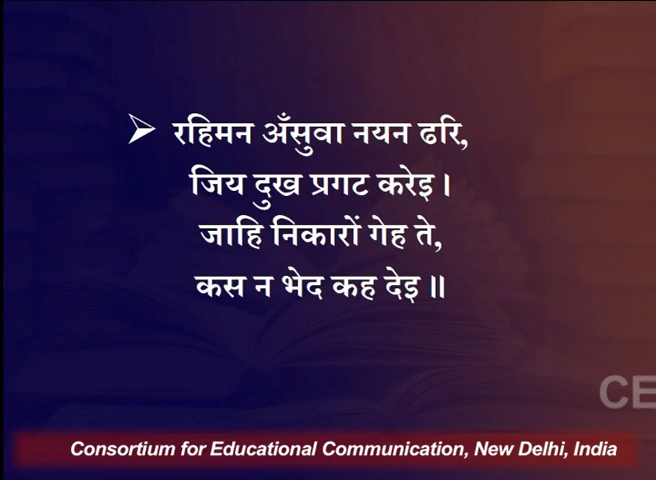 ➢ रहिमन अँसुवा नयन ढरि,
जिय दुख प्रगट करेइ।
जाहि निकारों गेह ते,
कस न भेद कह देइ॥
CE
Consortium for Educational Communication, New Delhi, India